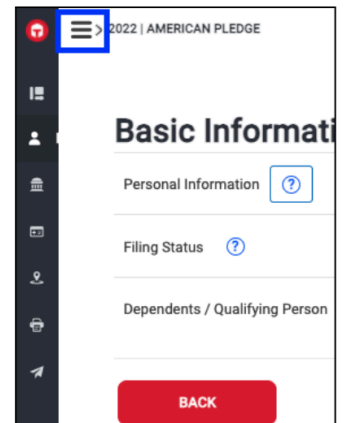 2022 | AMERICAN PLEDGE
Basic Informati
Personal Information ?
Filing Status ?
Dependents / Qualifying Person
BACK